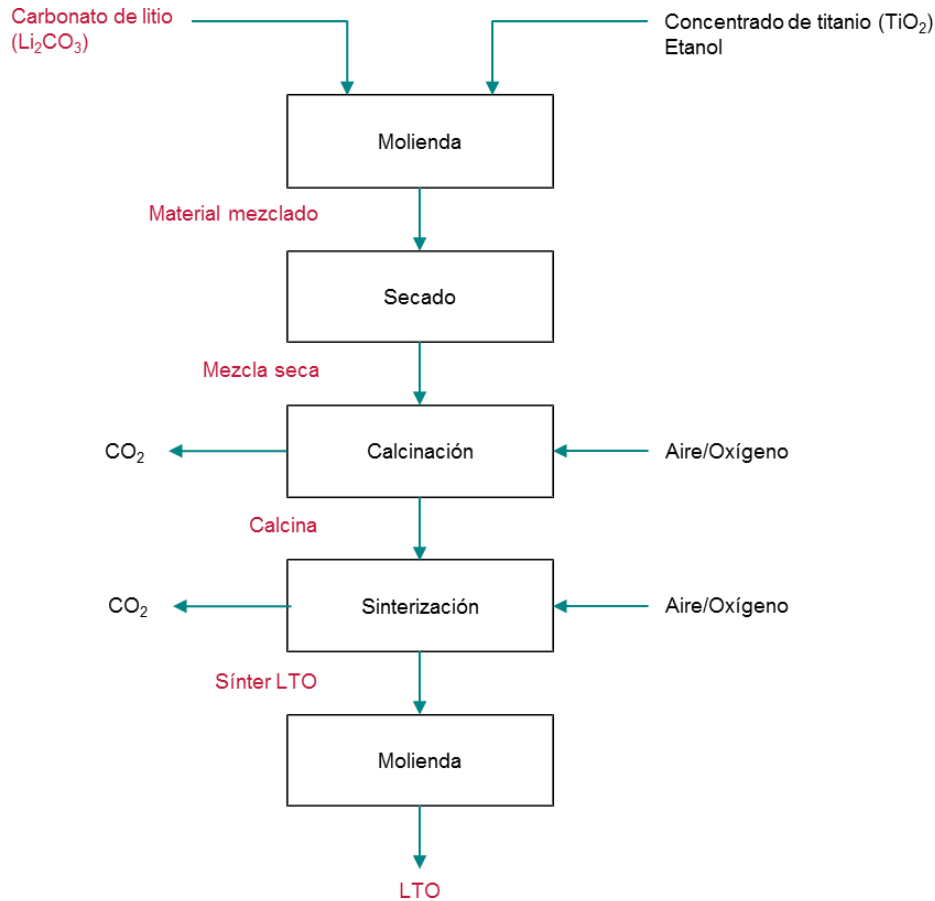 Carbonato de litio
(Li₂CO₃)
Concentrado de titanio (TiO₂)
Etanol
Molienda
Material mezclado
Secado
Mezcla seca
CO₂
Calcinación
Aire/Oxígeno
Calcina
CO₂
Sinterización
Aire/Oxígeno
Sínter LTO
Molienda
LTO